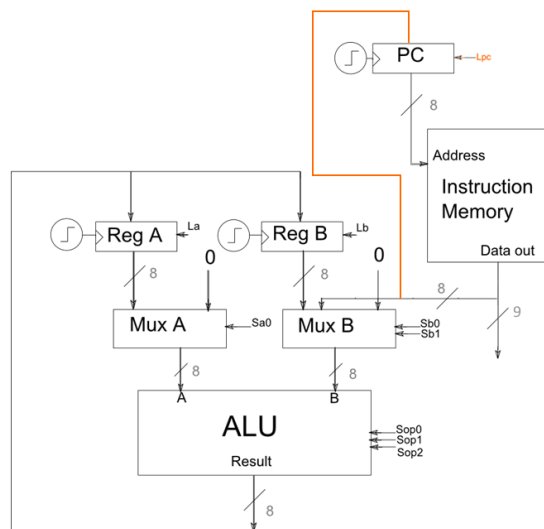 PC
Lpc
8
Address
Instruction
Memory
Data out
La
Reg A
Lb
Reg B
0
0
8
8
8
9
Mux A
Sa0
Mux B
Sb0
Sb1
8
8
A
B
ALU
Sop0
Sop1
Sop2
Result
8